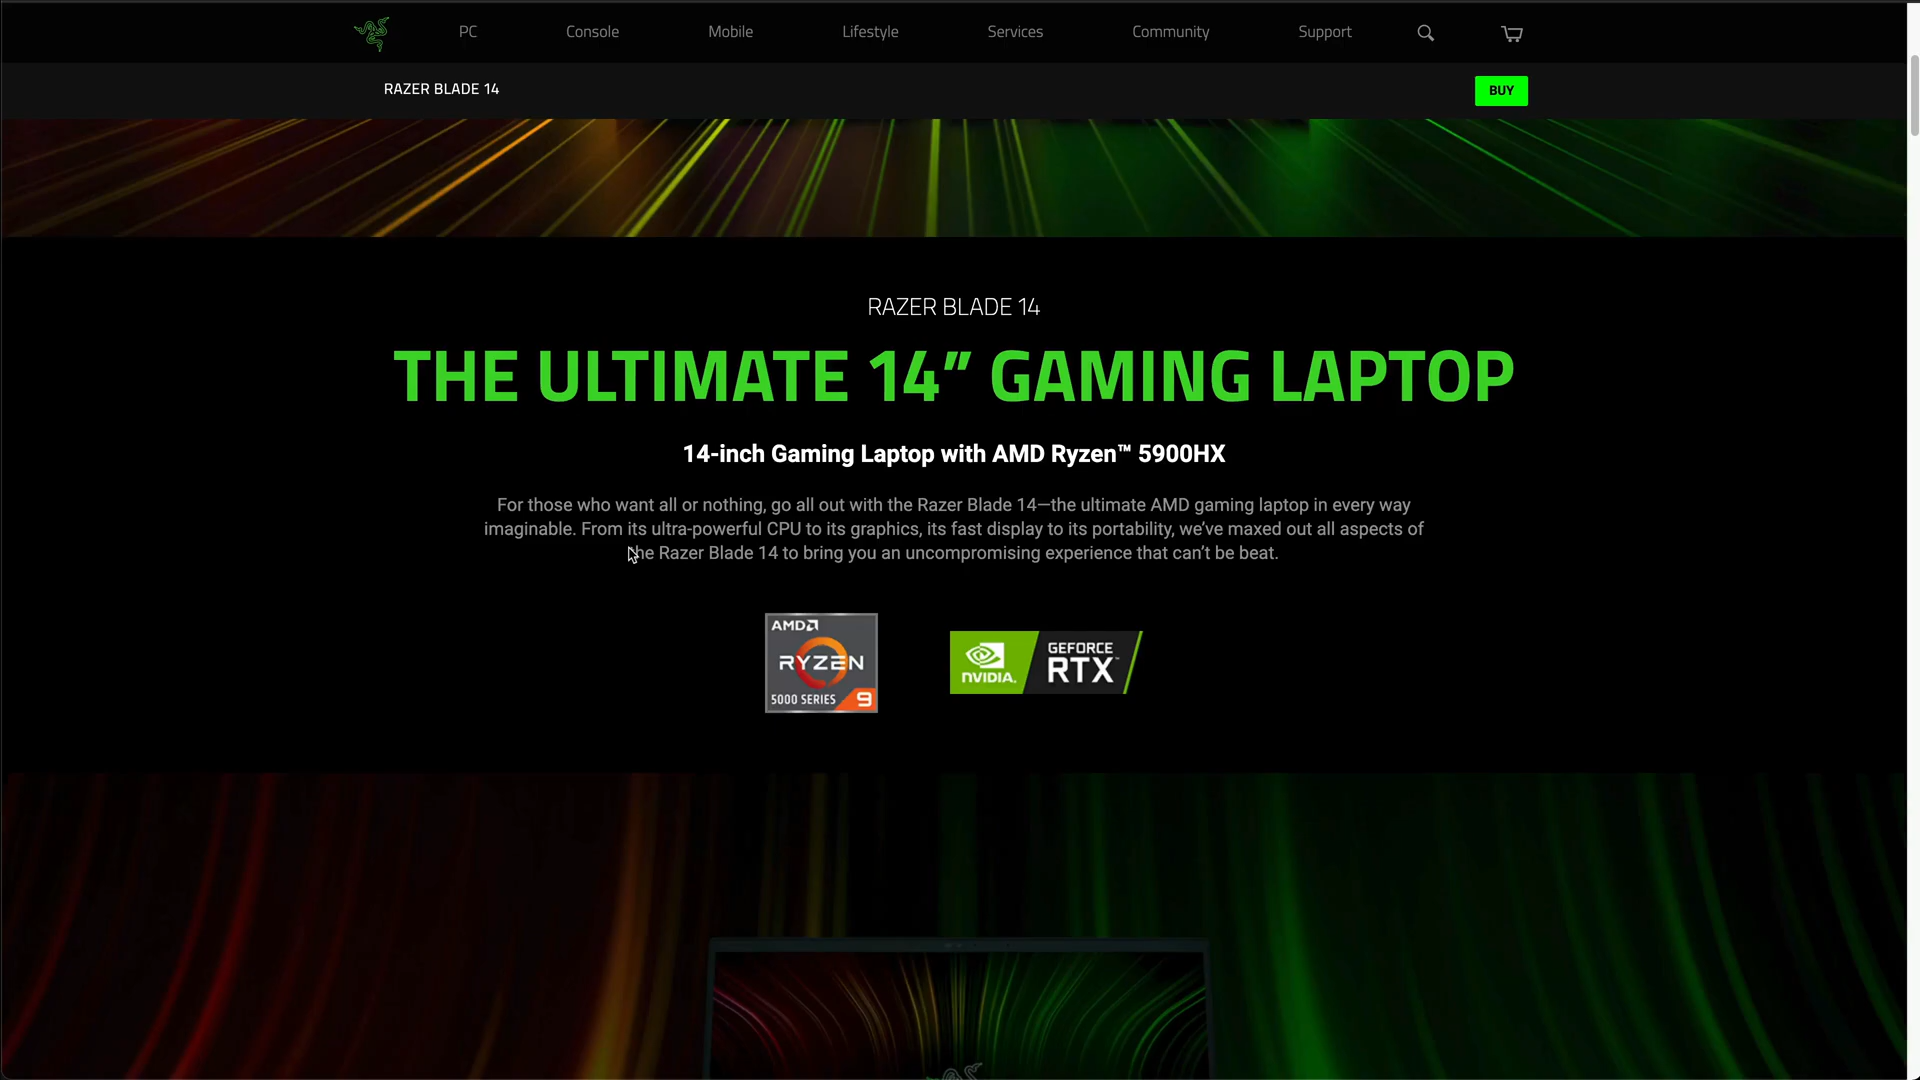 PC Console Mobile Lifestyle Services Community Support
RAZER BLADE 14
BUY
RAZER BLADE 14
THE ULTIMATE 14” GAMING LAPTOP
14-inch Gaming Laptop with AMD Ryzen™ 5900HX
For those who want all or nothing, go all out with the Razer Blade 14—the ultimate AMD gaming laptop in every way
imaginable. From its ultra-powerful CPU to its graphics, its fast display to its portability, we’ve maxed out all aspects of
the Razer Blade 14 to bring you an uncompromising experience that can’t be beat.
AMD
RYZEN
5000 SERIES 9
NVIDIA.
GEFORCE
RTX™